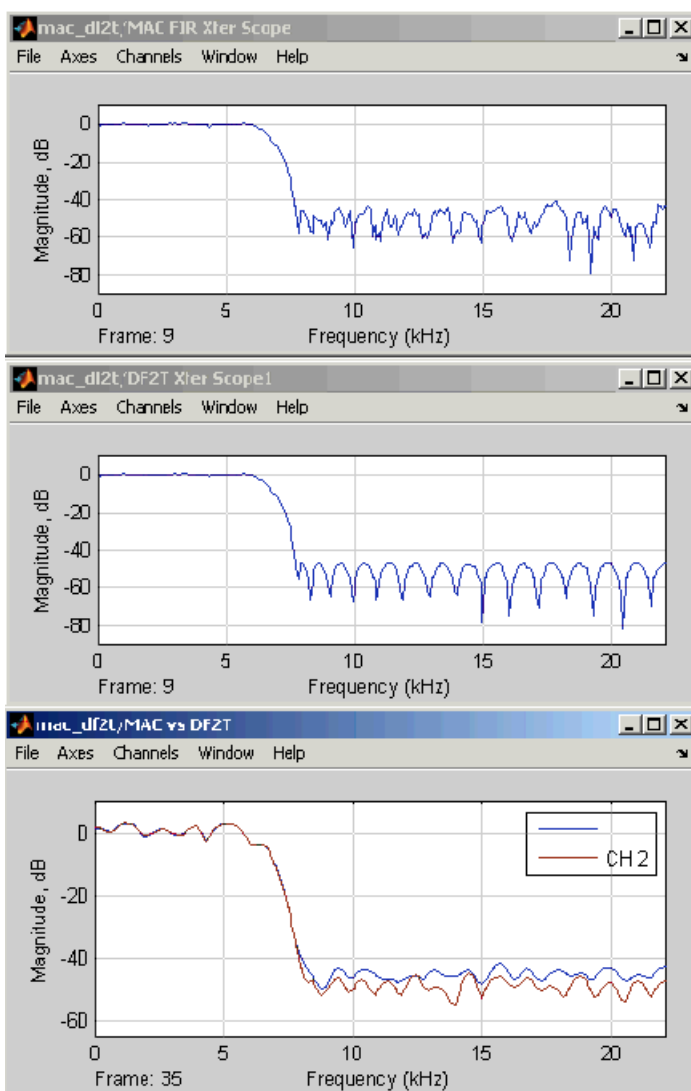 mac_dl2t,'MAC FIR Xfer Scope
File Axes Channels Window Help
0
-20
-40
-60
-80
Magnitude, dB
0 5 10 15 20
Frame: 9 Frequency (kHz)
mac_dl2t,'DF2T Xfer Scope1
File Axes Channels Window Help
0
-20
-40
-60
-80
Magnitude, dB
0 5 10 15 20
Frame: 9 Frequency (kHz)
mac_df2t/MAC vs DF2T
File Axes Channels Window Help
0
-20
-40
-60
Magnitude, dB
CH 2
0 5 10 15 20
Frame: 35 Frequency (kHz)